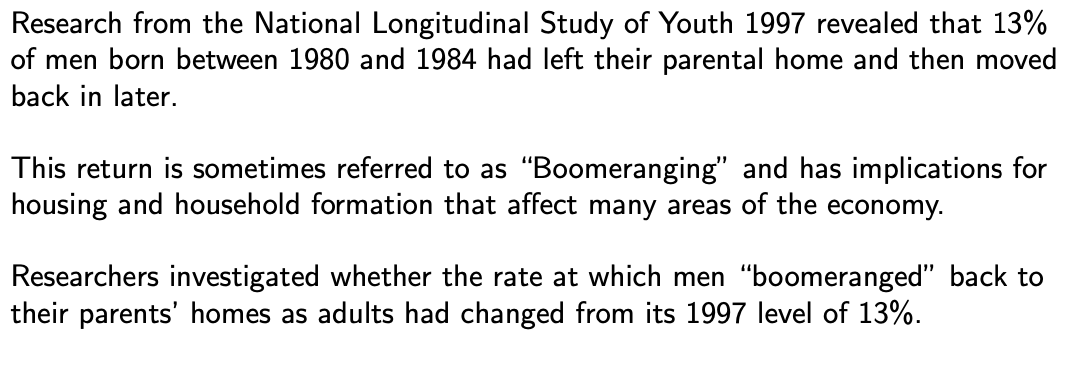 Research from the National Longitudinal Study of Youth 1997 revealed that 13%
of men born between 1980 and 1984 had left their parental home and then moved
back in later.
This return is sometimes referred to as “Boomeranging” and has implications for
housing and household formation that affect many areas of the economy.
Researchers investigated whether the rate at which men “boomeranged” back to
their parents’ homes as adults had changed from its 1997 level of 13%.